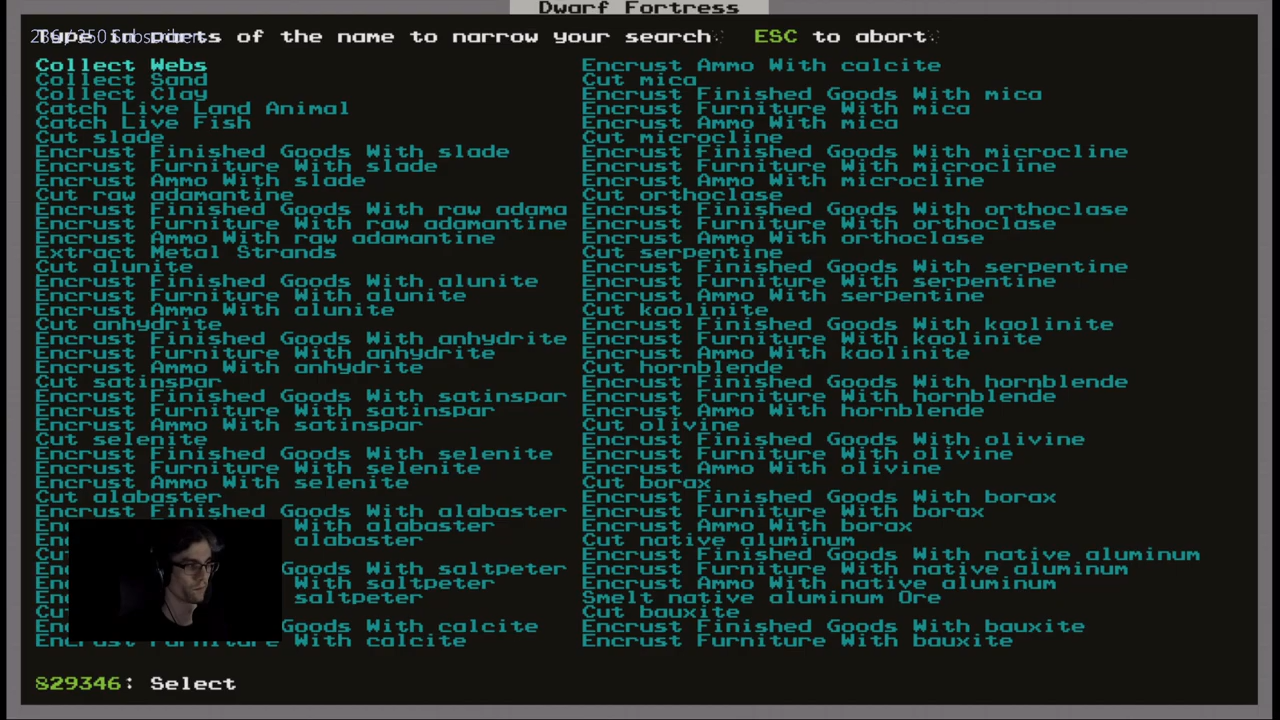 Dwarf Fortress
Type in parts of the name to narrow your search. ESC to abort.
/350 Subscribers
Collect Webs
Collect Sand
Collect Clay
Catch Live Land Animal
Catch Live Fish
Cut slade
Encrust Finished Goods With slade
Encrust Furniture With slade
Encrust Ammo With slade
Cut raw adamantine
Encrust Finished Goods With raw adama
Encrust Furniture With raw adamantine
Encrust Ammo With raw adamantine
Extract Metal Strands
Cut alunite
Encrust Finished Goods With alunite
Encrust Furniture With alunite
Encrust Ammo With alunite
Cut anhydrite
Encrust Finished Goods With anhydrite
Encrust Furniture With anhydrite
Encrust Ammo With anhydrite
Cut satinspar
Encrust Finished Goods With satinspar
Encrust Furniture With satinspar
Encrust Ammo With satinspar
Cut selenite
Encrust Finished Goods With selenite
Encrust Furniture With selenite
Encrust Ammo With selenite
Cut alabaster
Encrust Finished Goods With alabaster
With alabaster
alabaster
Goods With saltpeter
With saltpeter
saltpeter
Goods With calcite
Encrust Furniture With calcite
Encrust Ammo With calcite
Cut mica
Encrust Finished Goods With mica
Encrust Furniture With mica
Encrust Ammo With mica
Cut microcline
Encrust Finished Goods With microcline
Encrust Furniture With microcline
Encrust Ammo With microcline
Cut orthoclase
Encrust Finished Goods With orthoclase
Encrust Furniture With orthoclase
Encrust Ammo With orthoclase
Cut serpentine
Encrust Finished Goods With serpentine
Encrust Furniture With serpentine
Encrust Ammo With serpentine
Cut kaolinite
Encrust Finished Goods With kaolinite
Encrust Furniture With kaolinite
Encrust Ammo With kaolinite
Cut hornblende
Encrust Finished Goods With hornblende
Encrust Furniture With hornblende
Encrust Ammo With hornblende
Cut olivine
Encrust Finished Goods With olivine
Encrust Furniture With olivine
Encrust Ammo With olivine
Cut borax
Encrust Finished Goods With borax
Encrust Furniture With borax
Encrust Ammo With borax
Cut native aluminum
Encrust Finished Goods With native aluminum
Encrust Furniture With native aluminum
Encrust Ammo With native aluminum
Smelt native aluminum Ore
Cut bauxite
Encrust Finished Goods With bauxite
Encrust Furniture With bauxite
829346: Select